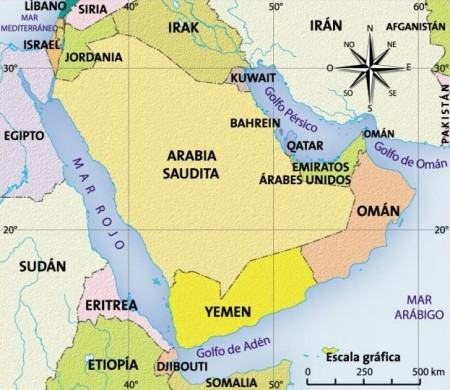 LÍBANO
SIRIA
MAR
MEDITERRÁNEO
ISRAEL
JORDANIA
IRAK
IRÁN
AFGANISTÁN
N
NO
NE
O
E
SO
SE
S
30°
30°
KUWAIT
PAKISTÁN
EGIPTO
Golfo Pérsico
BAHREIN
QATAR
OMÁN
Golfo de Omán
ARABIA
SAUDITA
EMIRATOS
ÁRABES UNIDOS
MAR ROJO
OMÁN
20°
20°
SUDÁN
ERITREA
YEMEN
MAR
ARÁBIGO
Golfo de Adén
ETIOPÍA
DJIBOUTI
SOMALIA
Escala gráfica
0
250
500 km
40°
50°
60°